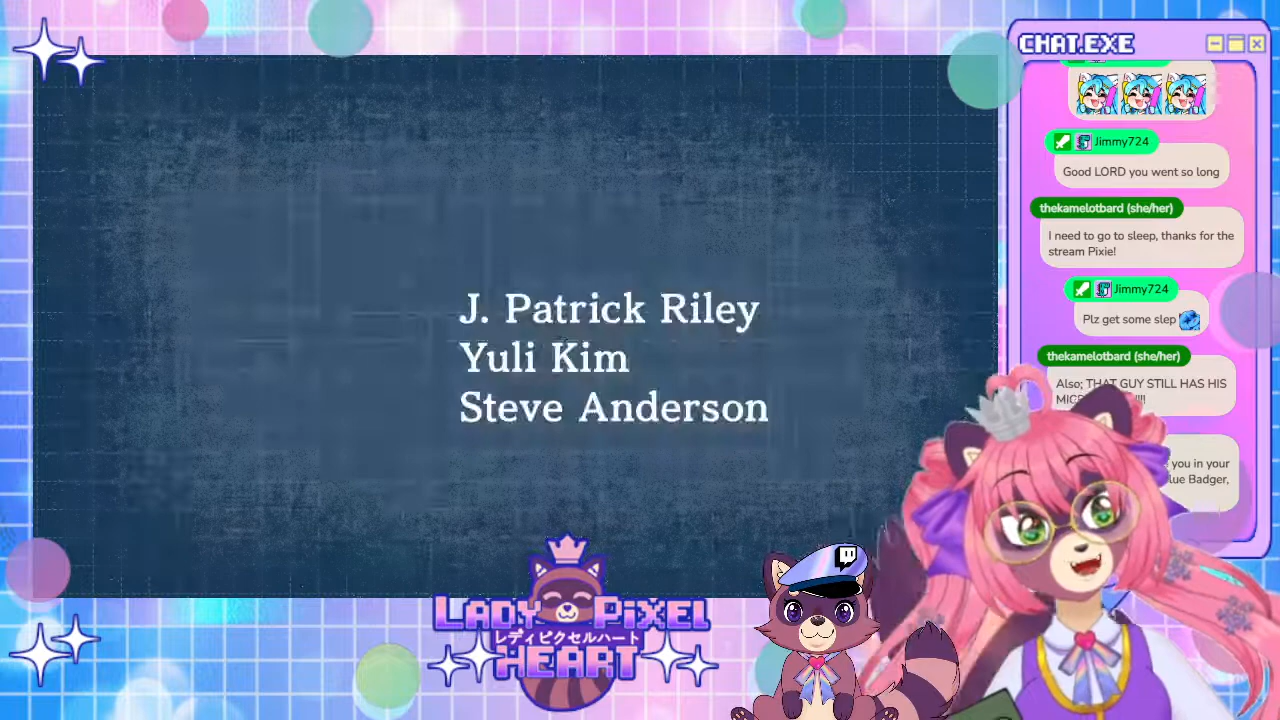 CHAT.EXE
Jimmy724
Good LORD you went so long
thekamelotbard (she/her)
I need to go to sleep, thanks for the
stream Pixie!
Jimmy724
Plz get some slep
thekamelotbard (she/her)
Also; THAT GUY STILL HAS HIS
you in your
Badger,
J. Patrick Riley
Yuli Kim
Steve Anderson
LADY PIXEL
レディピクセルハート
HEART